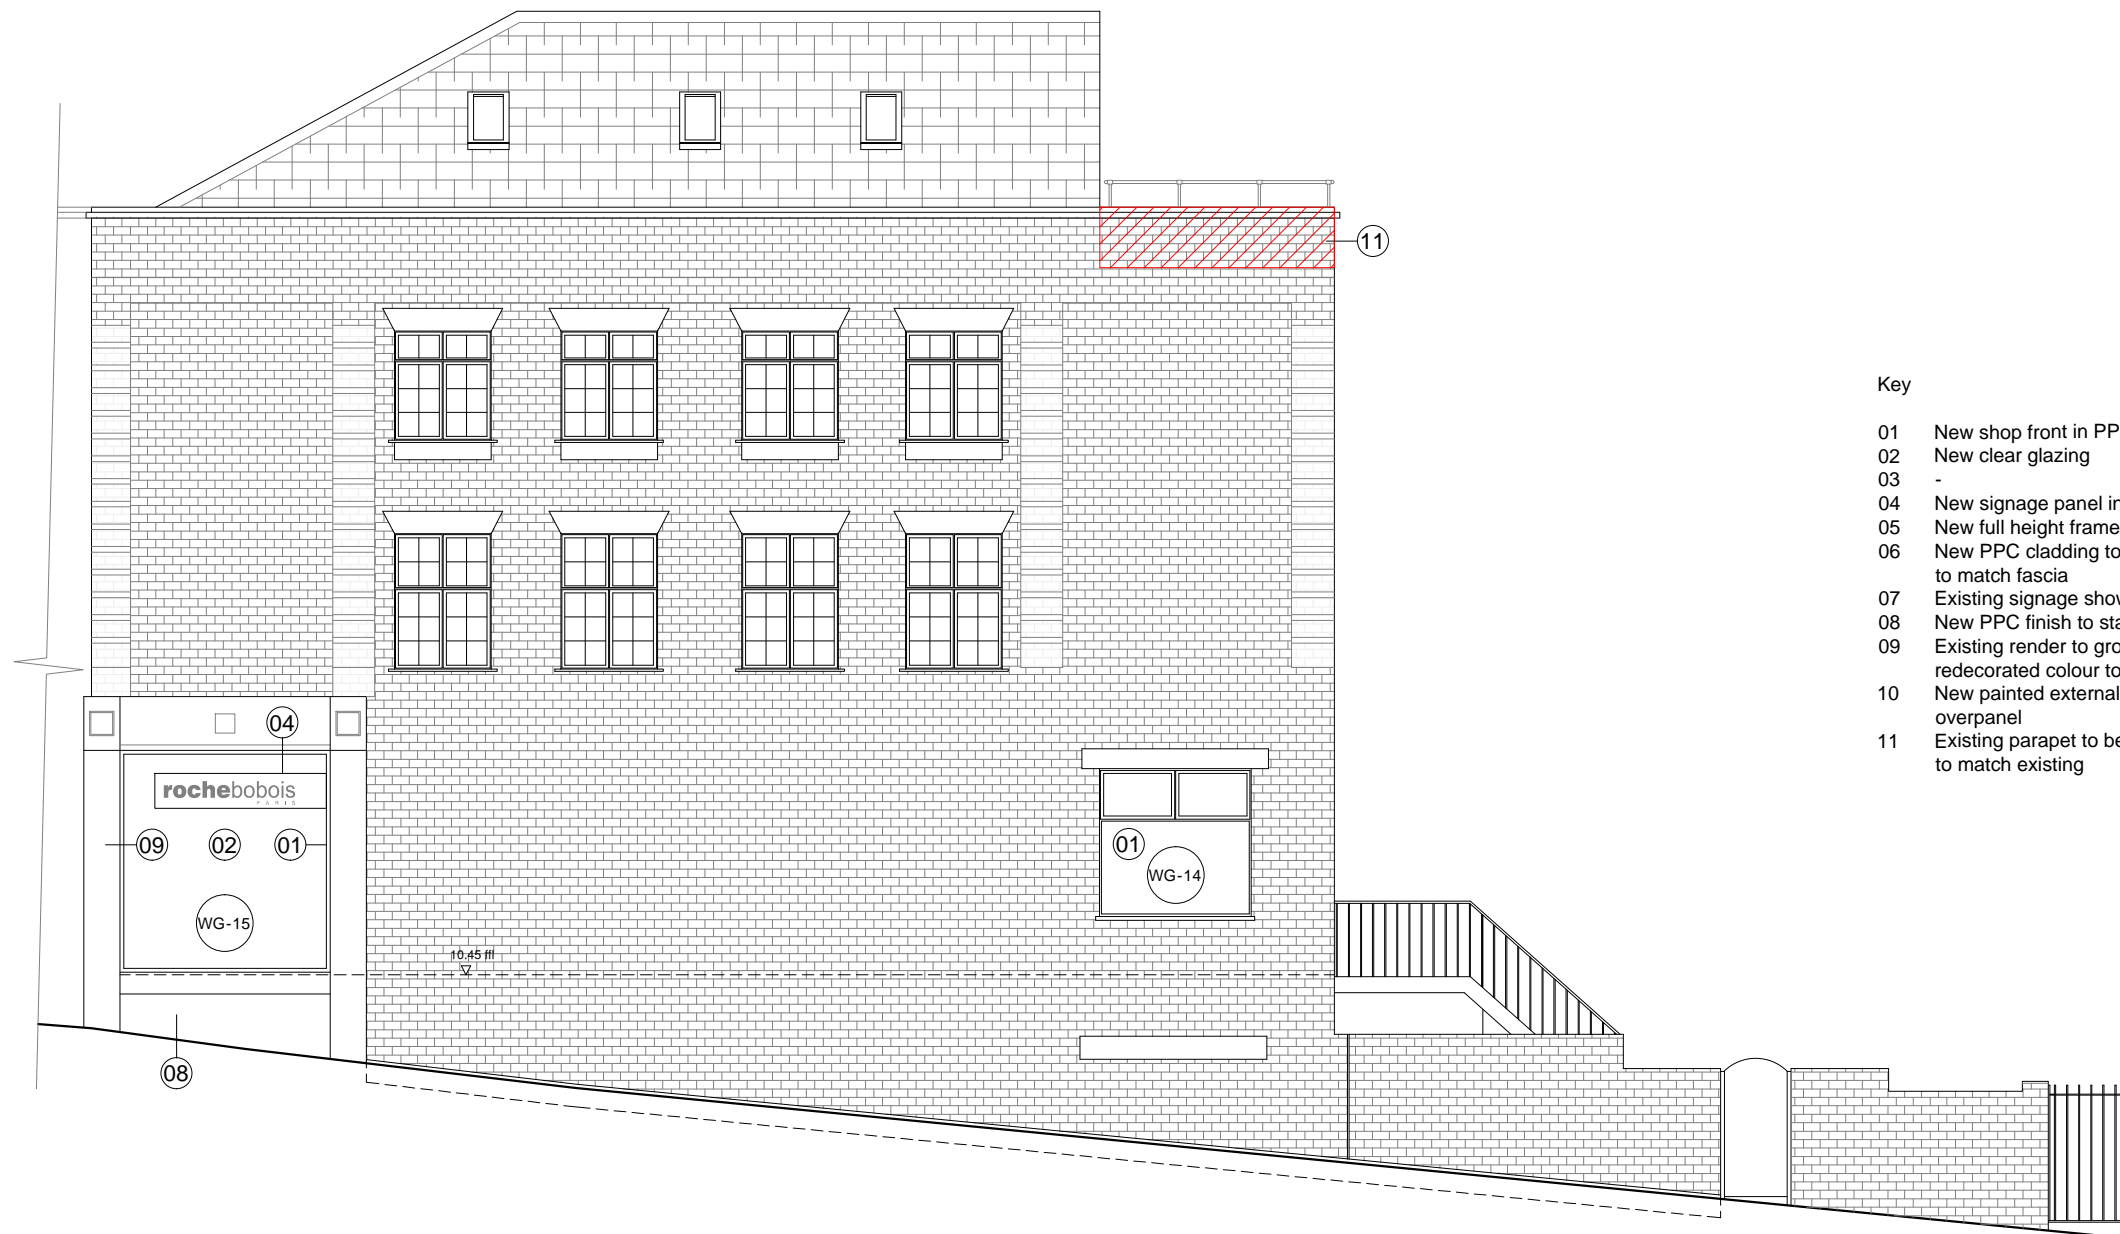 11
Key
01 New shop front in PP
02 New clear glazing
03 -
04 New signage panel in
05 New full height frame
06 New PPC cladding to
to match fascia
07 Existing signage show
08 New PPC finish to sta
09 Existing render to gro
redecorated colour to
10 New painted external
overpanel
11 Existing parapet to be
to match existing
04
rochebobois
PARIS
09 02 01
01
WG-14
WG-15
10.45 ffl
08